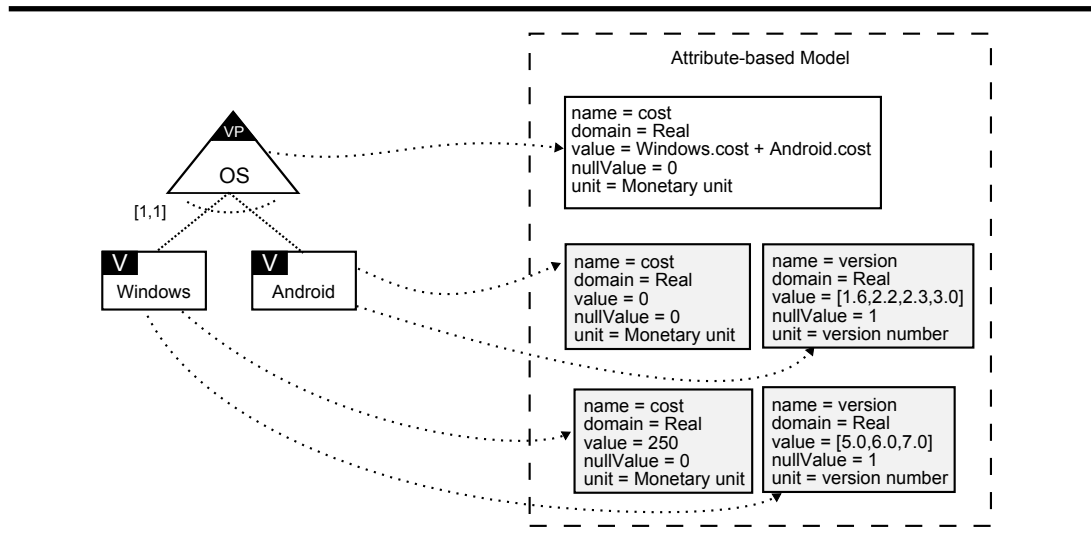 Attribute-based Model
VP
OS
[1,1]
V
Windows
V
Android
name = cost
domain = Real
value = Windows.cost + Android.cost
nullValue = 0
unit = Monetary unit
name = cost
domain = Real
value = 0
nullValue = 0
unit = Monetary unit
name = version
domain = Real
value = [1.6,2.2,2.3,3.0]
nullValue = 1
unit = version number
name = cost
domain = Real
value = 250
nullValue = 0
unit = Monetary unit
name = version
domain = Real
value = [5.0,6.0,7.0]
nullValue = 1
unit = version number